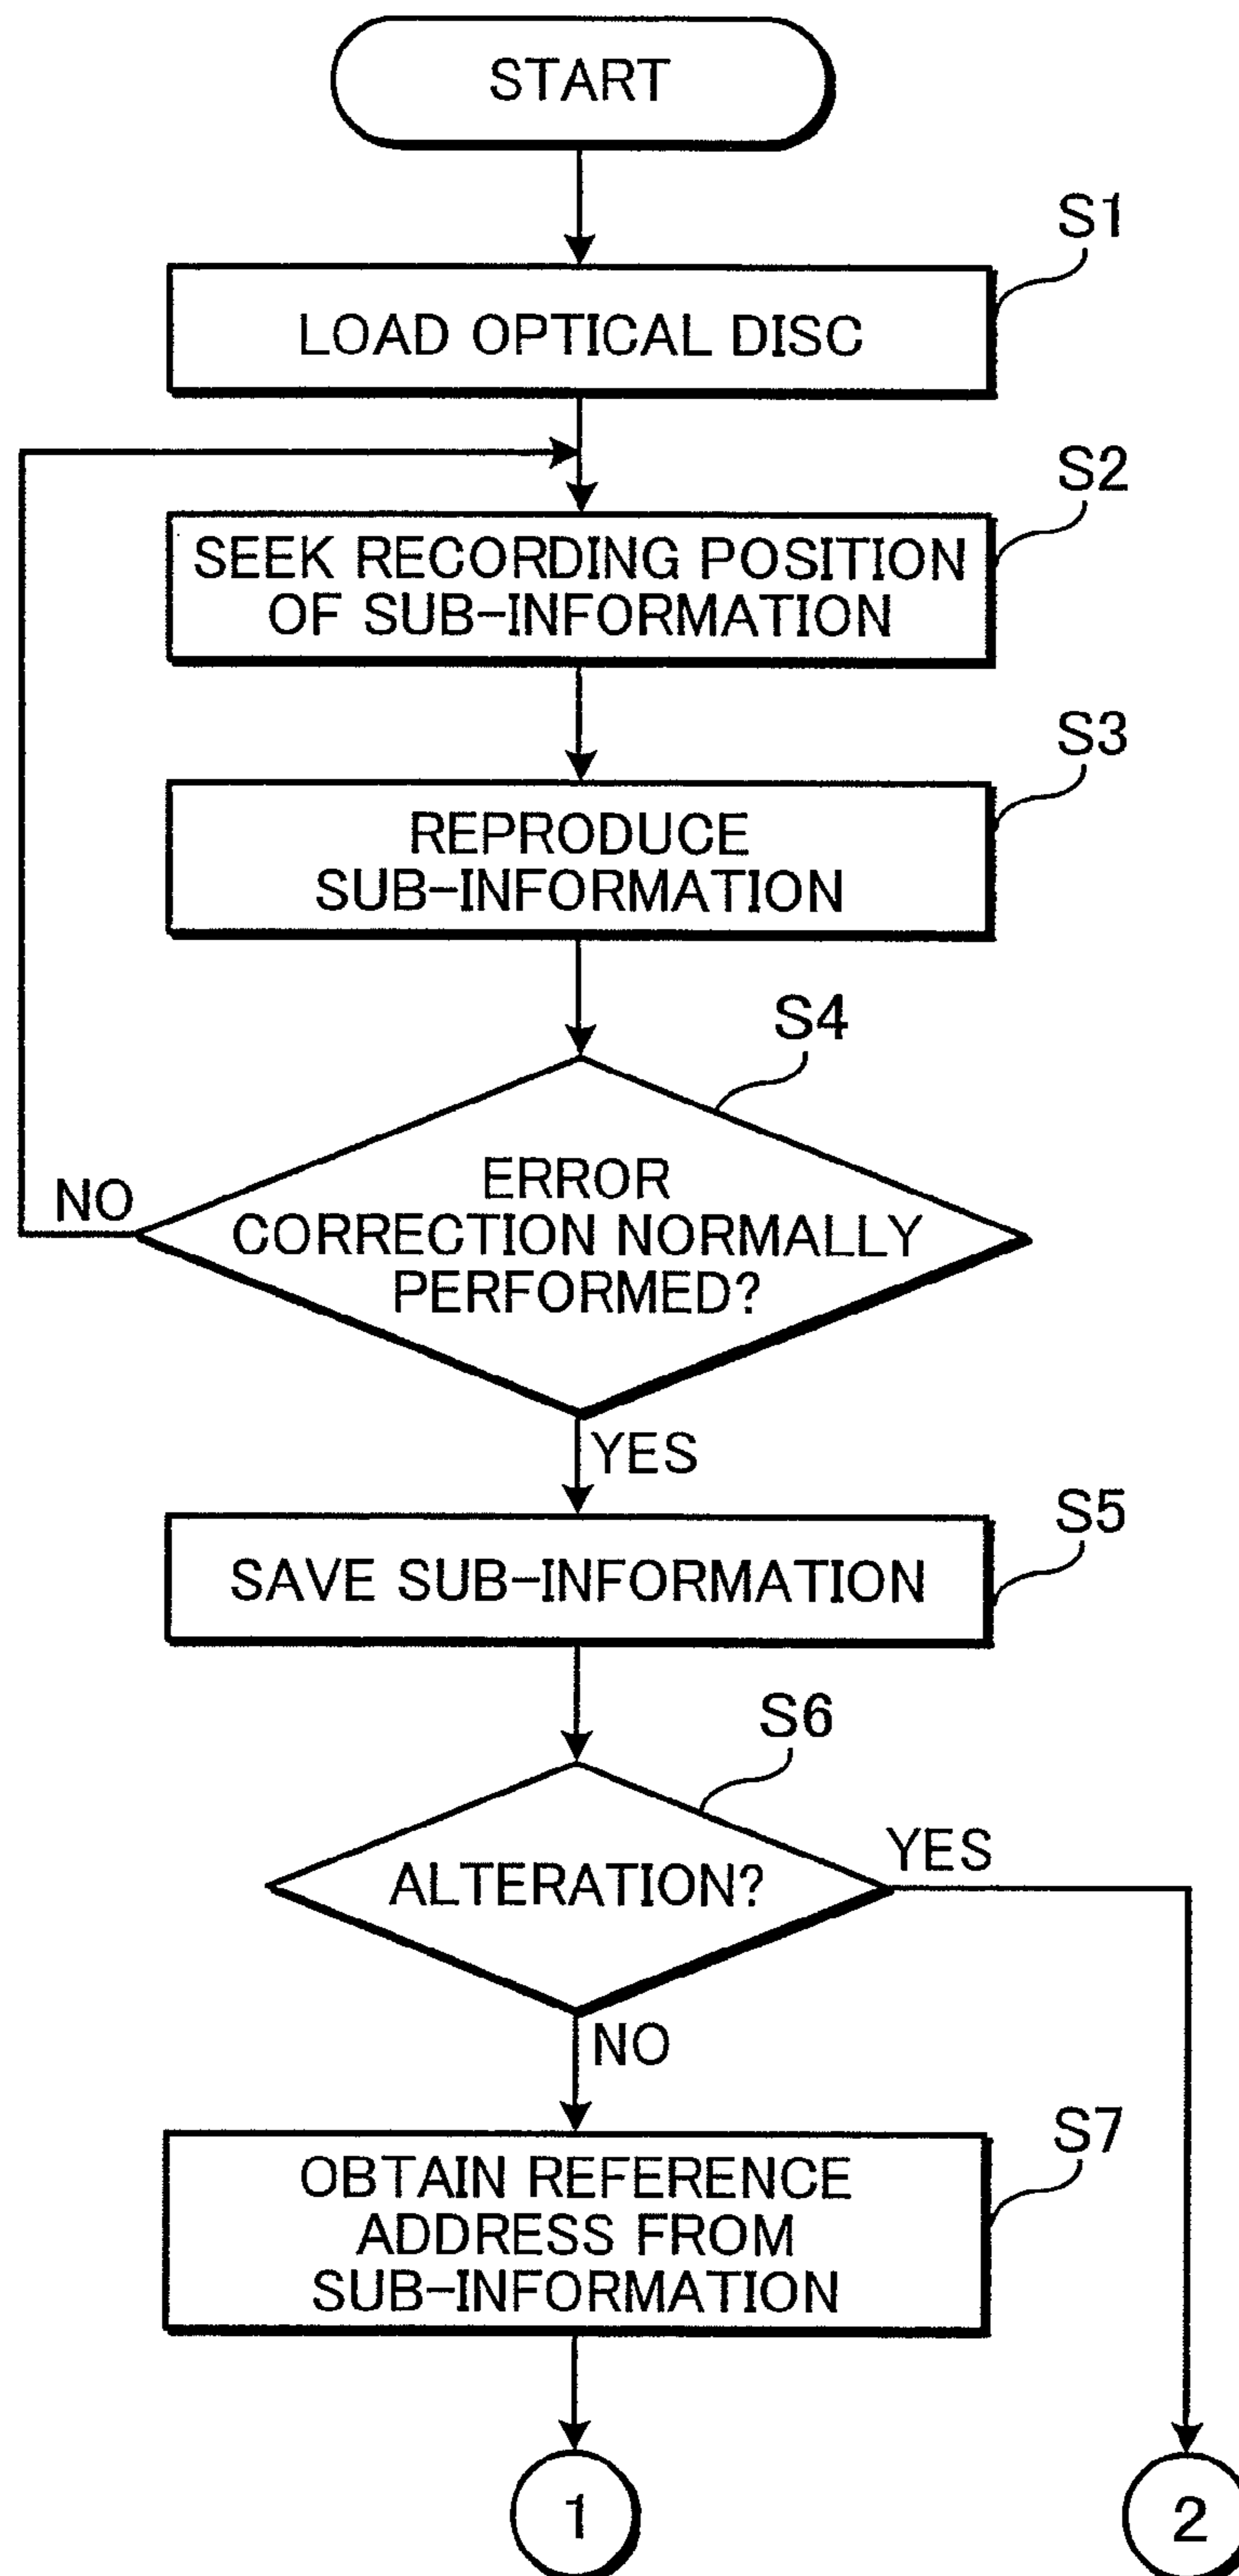 START
S1
LOAD OPTICAL DISC
S2
SEEK RECORDING POSITION
OF SUB-INFORMATION
S3
REPRODUCE
SUB-INFORMATION
S4
ERROR
CORRECTION NORMALLY
PERFORMED?
NO
YES
S5
SAVE SUB-INFORMATION
S6
ALTERATION?
YES
NO
S7
OBTAIN REFERENCE
ADDRESS FROM
SUB-INFORMATION
1
2